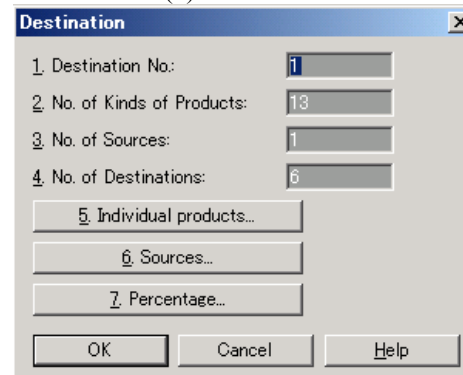 Destination
1. Destination No.: 1
2. No. of Kinds of Products: 13
3. No. of Sources: 1
4. No. of Destinations: 6
5. Individual products...
6. Sources...
7. Percentage...
OK Cancel Help